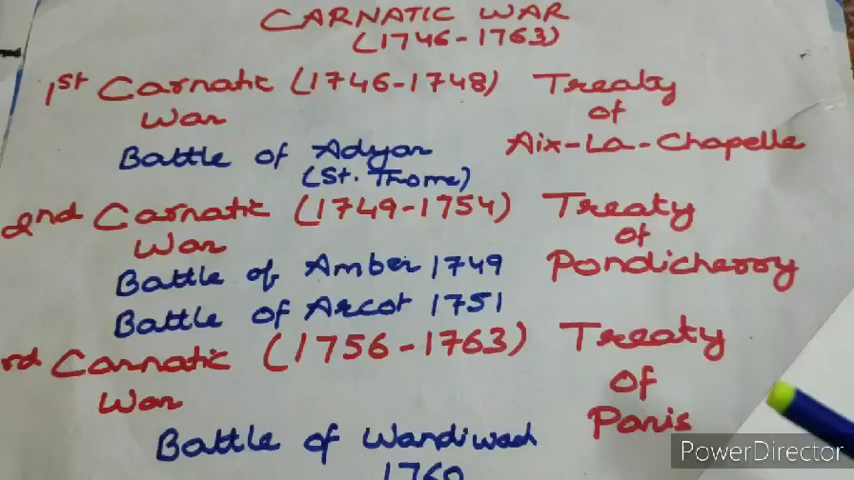 CARNATIC WAR
(1746-1763)
1st Carnatic (1746-1748) Treaty
War of
Battle of Adyar Aix-La-Chapelle
(St. Thome)
2nd Carnatic (1749-1754) Treaty
War of
Battle of Amber 1749 Pondicherry
Battle of Arcot 1751
rd Carnatic (1756-1763) Treaty
War of
Paris
Battle of Wandiwash
1760
PowerDirector